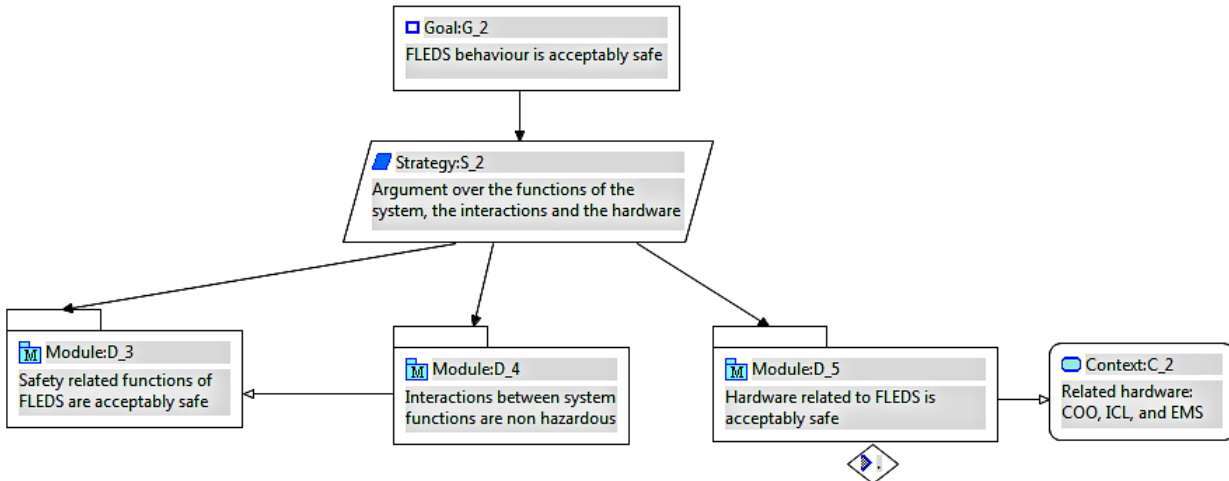 Goal:G_2
FLEDS behaviour is acceptably safe
Strategy:S_2
Argument over the functions of the
system, the interactions and the hardware
M Module:D_3
Safety related functions of
FLEDS are acceptably safe
M Module:D_4
Interactions between system
functions are non hazardous
M Module:D_5
Hardware related to FLEDS is
acceptably safe
Context:C_2
Related hardware:
COO, ICL, and EMS